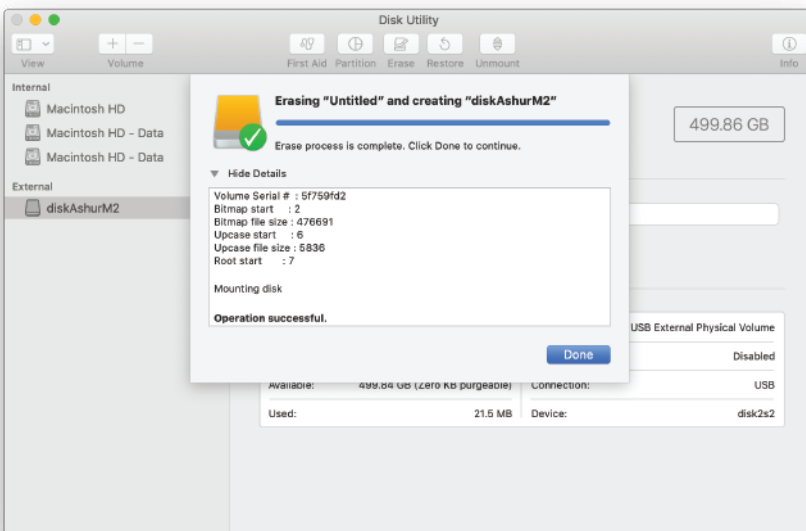 Disk Utility
View Volume First Aid Partition Erase Restore Unmount Info
Internal
Macintosh HD
Macintosh HD - Data
Macintosh HD - Data
External
diskAshurM2
Erasing "Untitled" and creating "diskAshurM2"
Erase process is complete. Click Done to continue.
Hide Details
Volume Serial # : 5f759fd2
Bitmap start : 2
Bitmap file size : 476691
Upcase start : 6
Upcase file size : 5836
Root start : 7
Mounting disk
Operation successful.
Done
499.86 GB
USB External Physical Volume
Disabled
Available: 499.84 GB (Zero KB purgeable) Connection: USB
Used: 21.5 MB Device: disk2s2